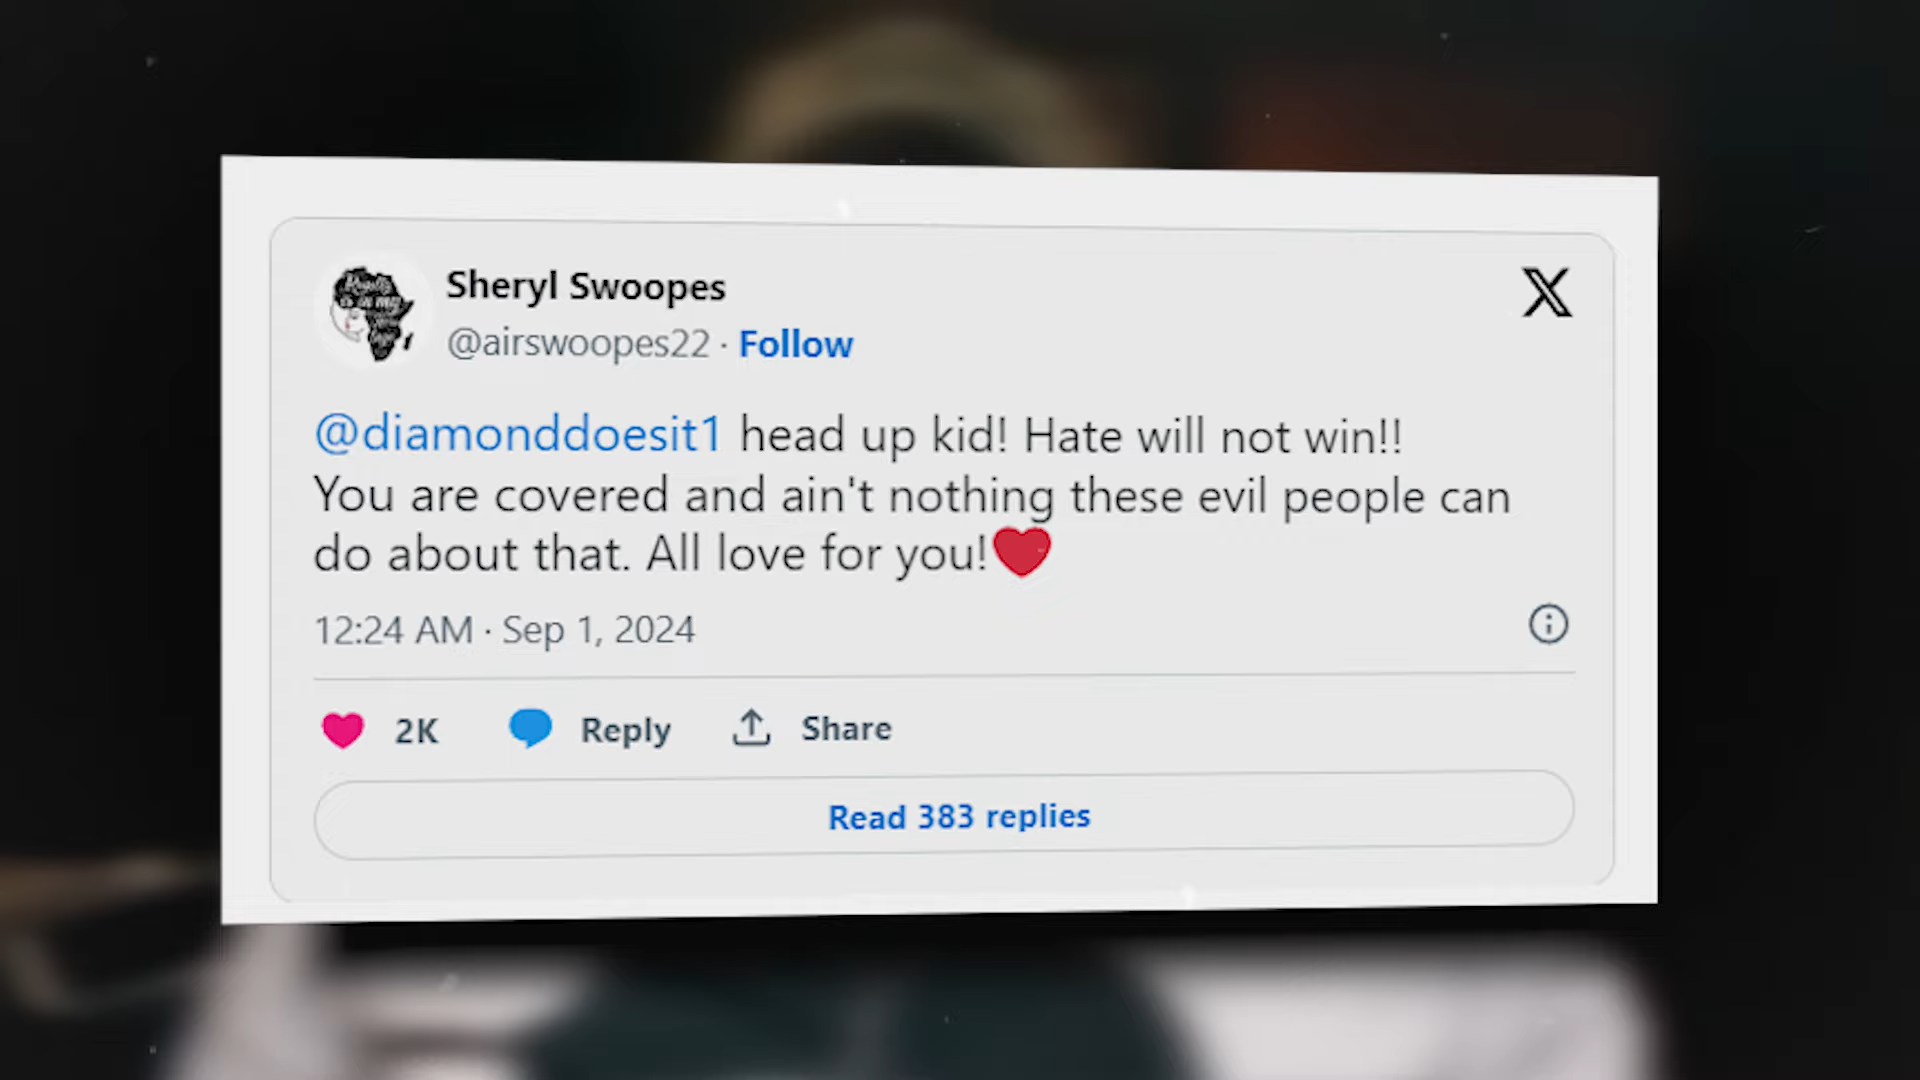 Sheryl Swoopes
@airswoopes22 · Follow
@diamonddoesit1 head up kid! Hate will not win!!
You are covered and ain't nothing these evil people can
do about that. All love for you!❤️
12:24 AM · Sep 1, 2024
2K Reply Share
Read 383 replies